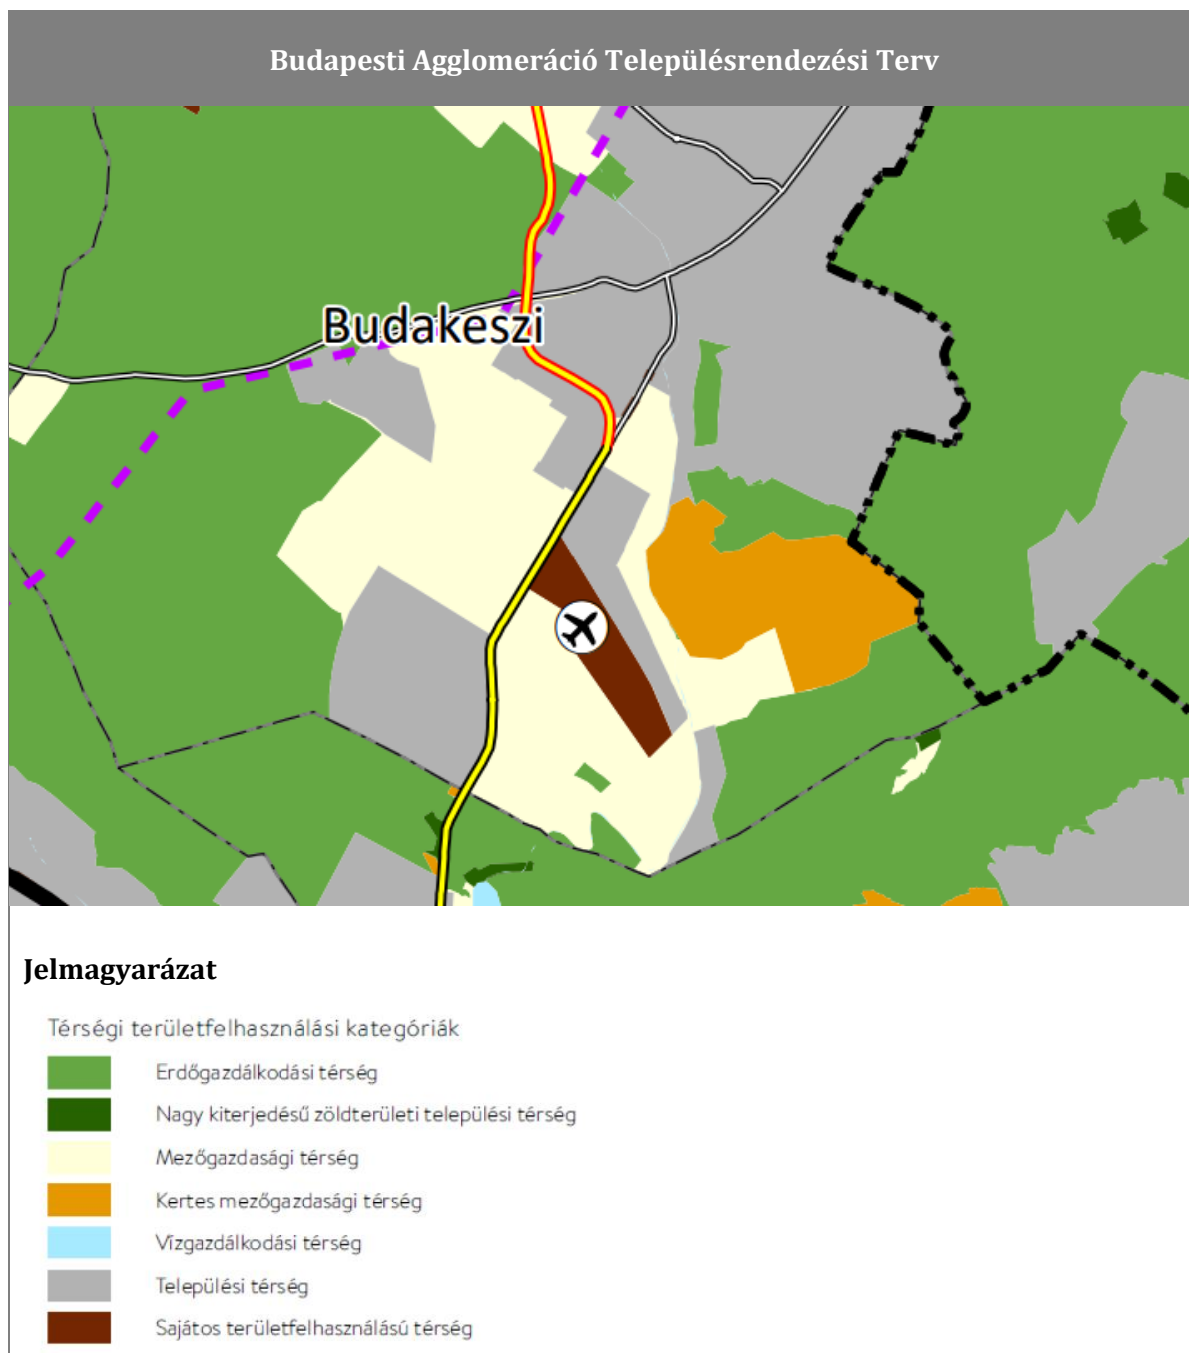 Budapesti Agglomeráció Településrendezési Terv
Budakeszi
Jelmagyarázat
Térségi területfelhasználási kategóriák
Erdőgazdálkodási térség
Nagy kiterjedésű zöldterületi települési térség
Mezőgazdasági térség
Kertes mezőgazdasági térség
Vízgazdálkodási térség
Települési térség
Sajátos területfelhasználású térség